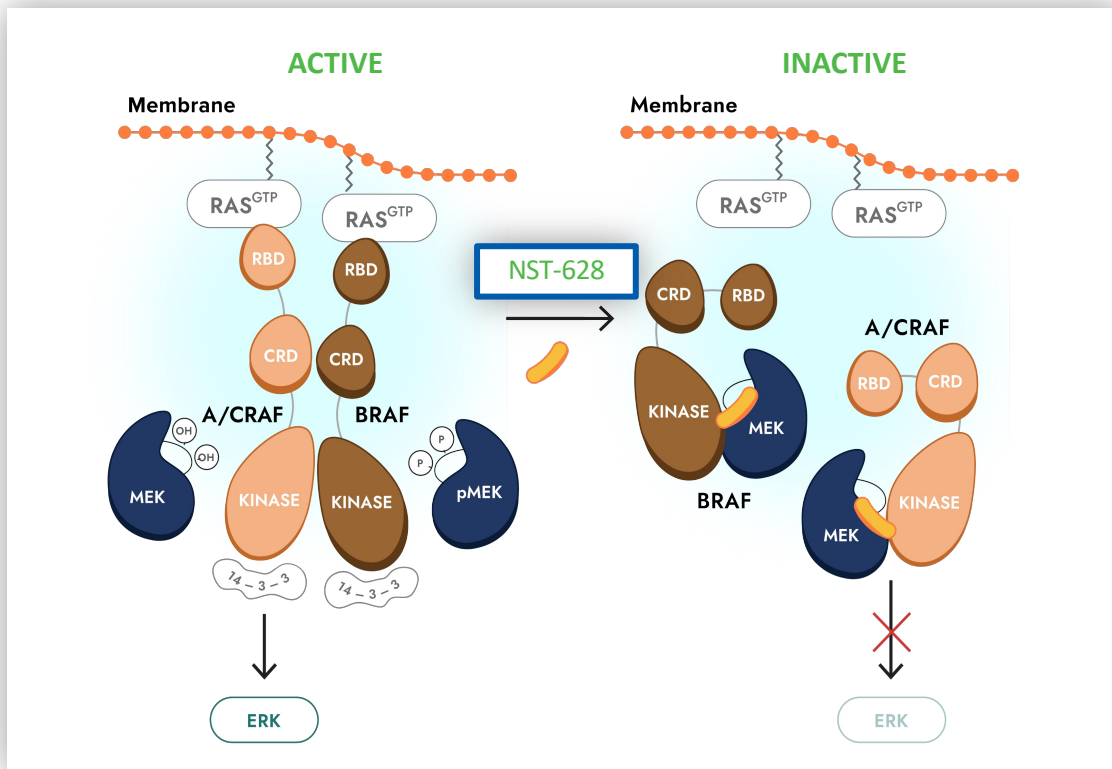 ACTIVE
Membrane
RAS^GTP
RAS^GTP
RBD
RBD
CRD
CRD
A/CRAF
BRAF
OH
OH
MEK
KINASE
KINASE
P
P
pMEK
14 – 3 – 3
14 – 3 – 3
ERK
NST-628
INACTIVE
Membrane
RAS^GTP
RAS^GTP
CRD
RBD
KINASE
MEK
BRAF
A/CRAF
RBD
CRD
MEK
KINASE
ERK